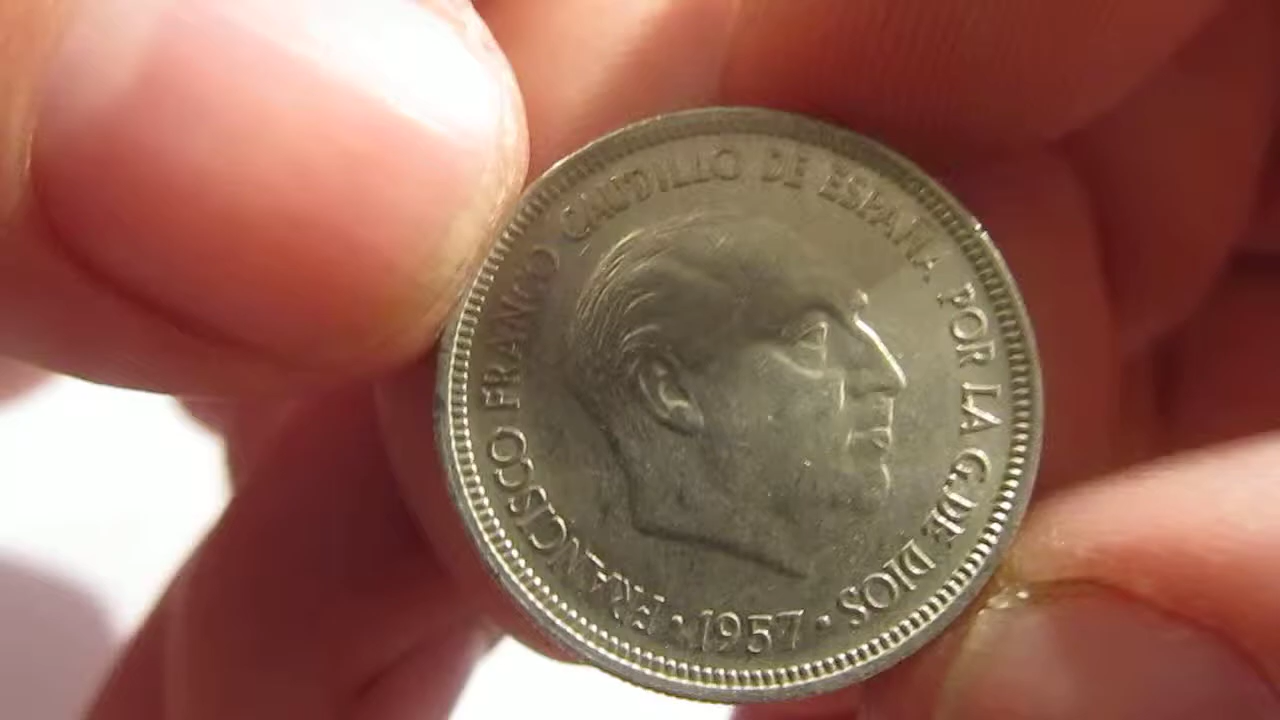 FRANCISCO FRANCO CAUDILLO DE ESPAÑA POR LA G. DE DIOS
· 1957 ·